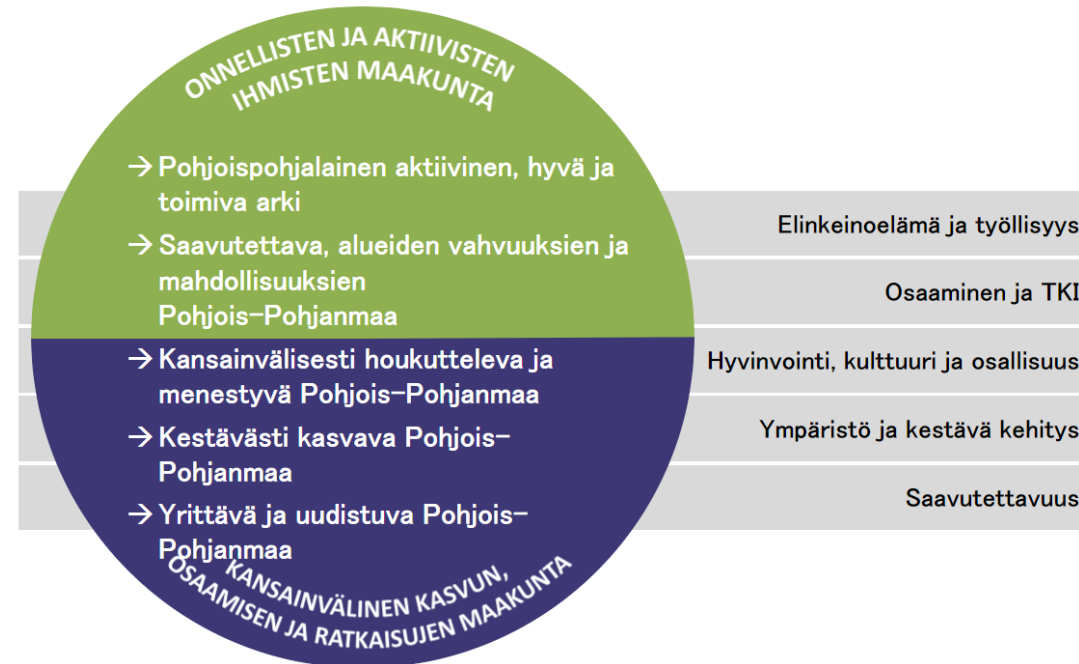 ONNELLISTEN JA AKTIIVISTEN
IHMISTEN MAAKUNTA
→ Pohjoispohjalainen aktiivinen, hyvä ja
toimiva arki
→ Saavutettava, alueiden vahvuuksien ja
mahdollisuuksien
Pohjois-Pohjanmaa
→ Kansainvälisesti houkutteleva ja
menestyvä Pohjois-Pohjanmaa
→ Kestävästi kasvava Pohjois-
Pohjanmaa
→ Yrittävä ja uudistuva Pohjois-
Pohjanmaa
KANSAINVÄLINEN KASVUN,
OSAAMISEN JA RATKAISUJEN MAAKUNTA
Elinkeinoelämä ja työllisyys
Osaaminen ja TKI
Hyvinvointi, kulttuuri ja osallisuus
Ympäristö ja kestävä kehitys
Saavutettavuus